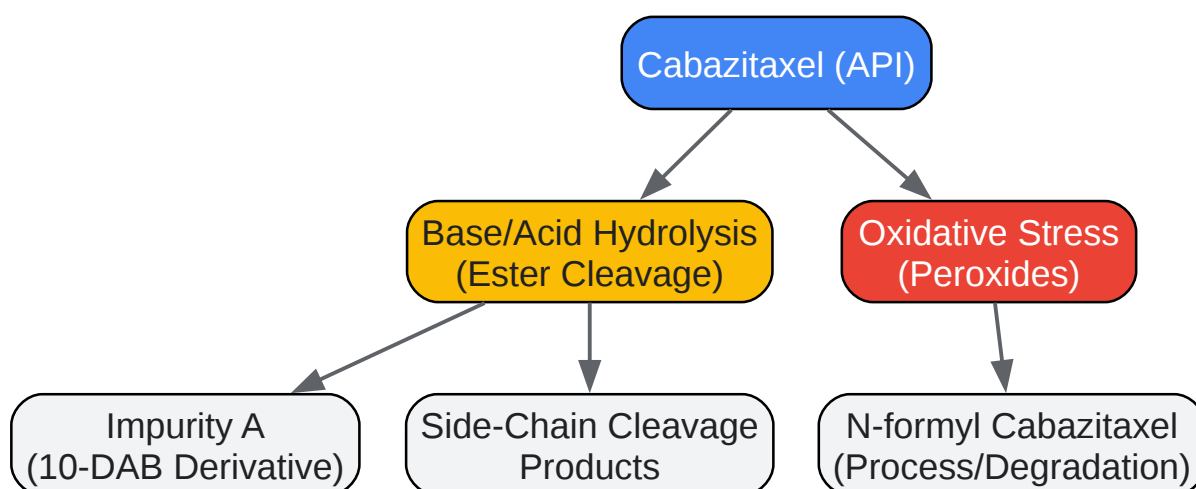 Cabazitaxel (API)
Base/Acid Hydrolysis
(Ester Cleavage)
Oxidative Stress
(Peroxides)
Impurity A
(10-DAB Derivative)
Side-Chain Cleavage
Products
N-formyl Cabazitaxel
(Process/Degradation)